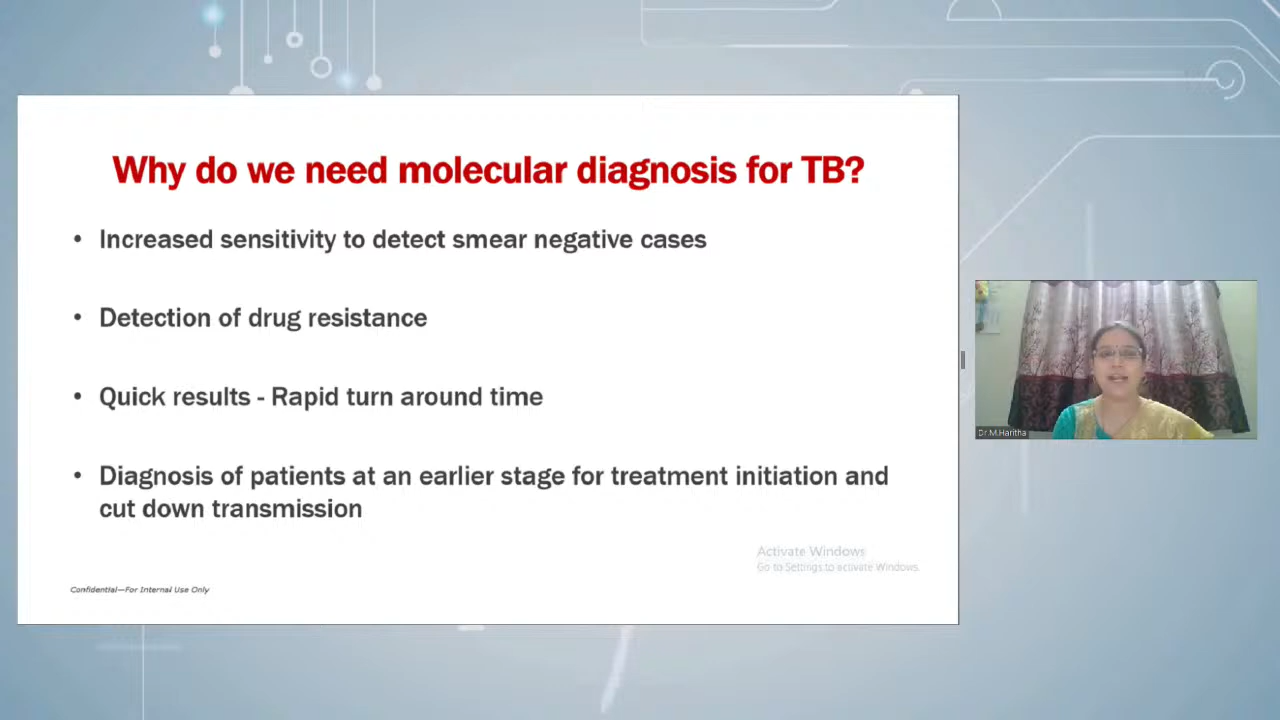 Why do we need molecular diagnosis for TB?
• Increased sensitivity to detect smear negative cases
• Detection of drug resistance
• Quick results - Rapid turn around time
• Diagnosis of patients at an earlier stage for treatment initiation and
cut down transmission
Activate Windows
Go to Settings to activate Windows.
Confidential—For Internal Use Only
Dr.M.Haritha